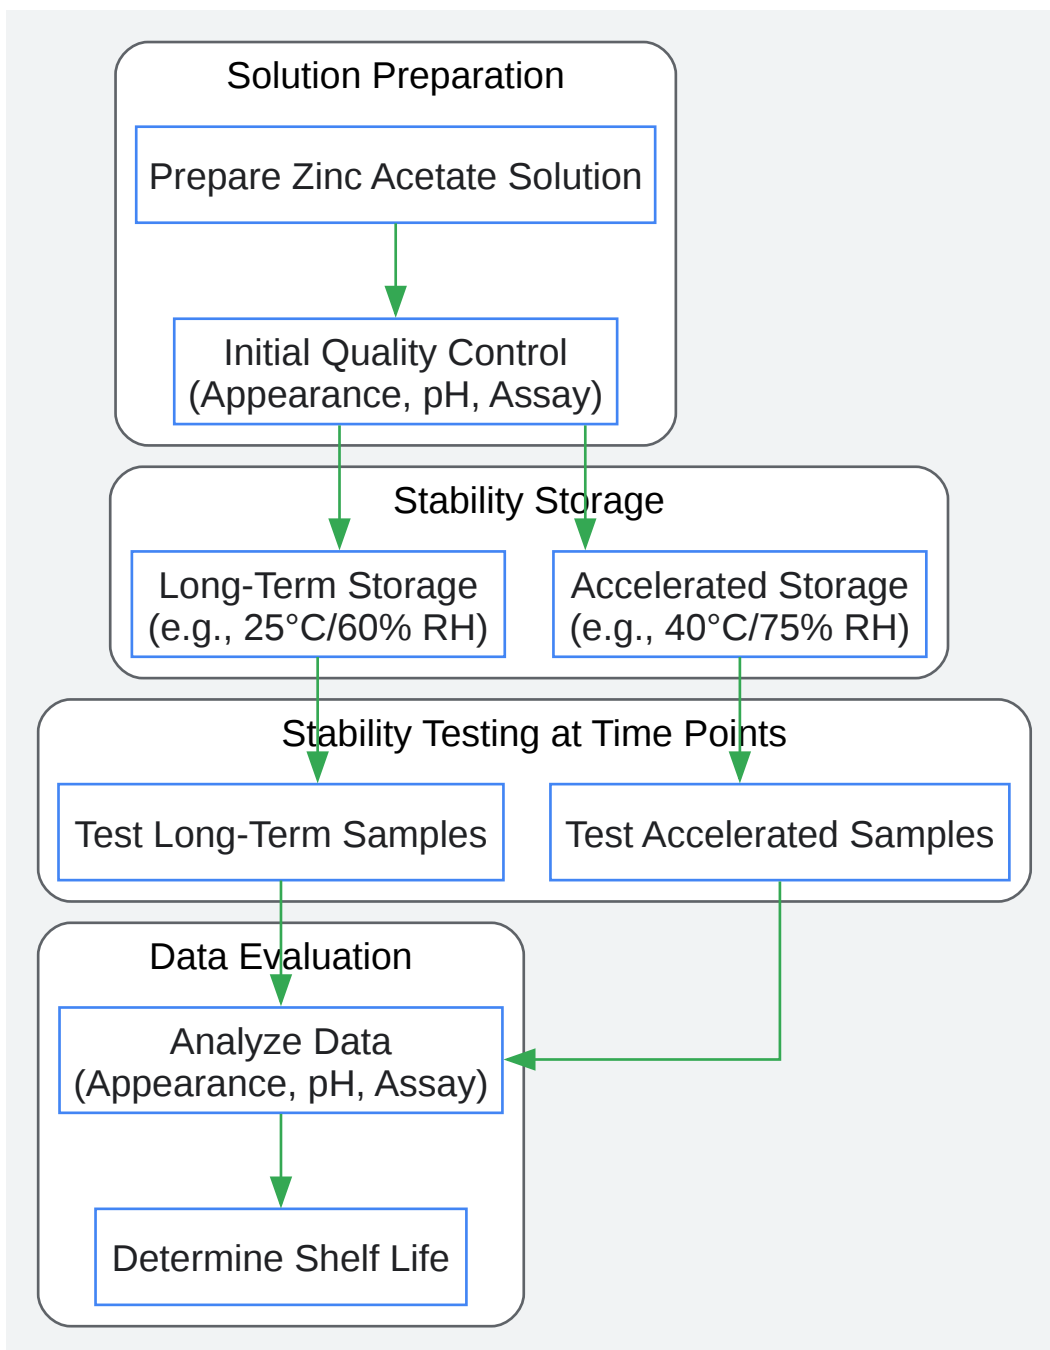 Solution Preparation
Prepare Zinc Acetate Solution
Initial Quality Control
(Appearance, pH, Assay)
Stability Storage
Long-Term Storage
(e.g., 25°C/60% RH)
Accelerated Storage
(e.g., 40°C/75% RH)
Stability Testing at Time Points
Test Long-Term Samples
Test Accelerated Samples
Data Evaluation
Analyze Data
(Appearance, pH, Assay)
Determine Shelf Life